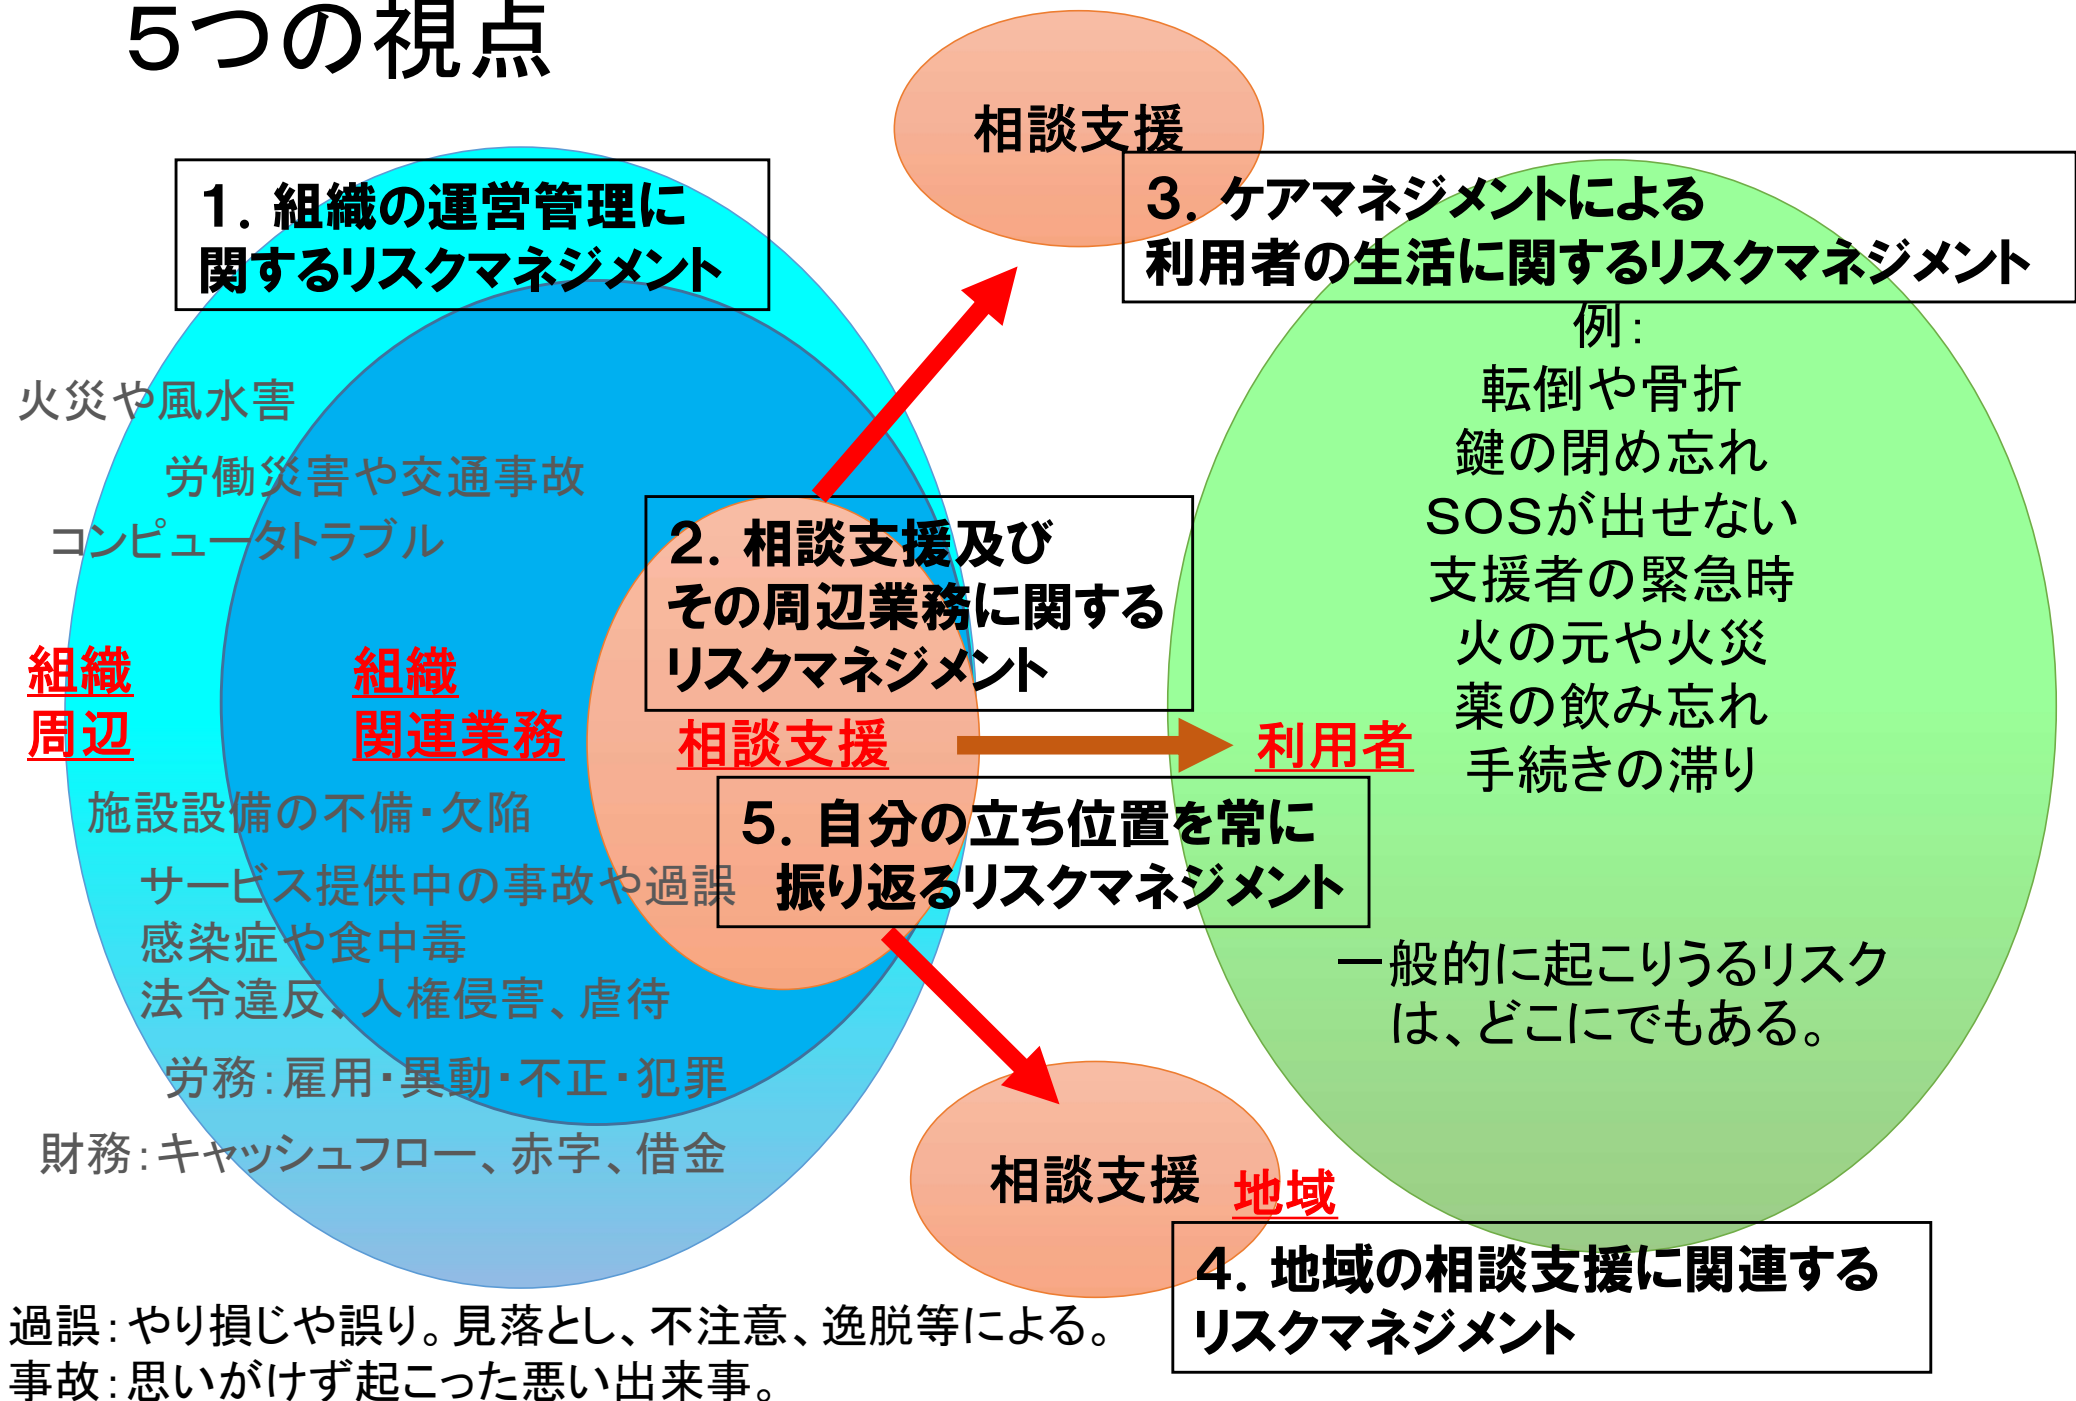 5つの視点
相談支援
1．組織の運営管理に
関するリスクマネジメント
3．ケアマネジメントによる
利用者の生活に関するリスクマネジメント
例：
転倒や骨折
鍵の閉め忘れ
SOSが出せない
支援者の緊急時
火の元や火災
薬の飲み忘れ
手続きの滞り
火災や風水害
労働災害や交通事故
コンピュータトラブル
2．相談支援及び
その周辺業務に関する
リスクマネジメント
組織
周辺
組織
関連業務
相談支援
利用者
施設設備の不備・欠陥
サービス提供中の事故や過誤
感染症や食中毒
法令違反、人権侵害、虐待
労務：雇用・異動・不正・犯罪
財務：キャッシュフロー、赤字、借金
5．自分の立ち位置を常に
振り返るリスクマネジメント
一般的に起こりうるリスク
は、どこにでもある。
相談支援
地域
4．地域の相談支援に関連する
リスクマネジメント
過誤：やり損じや誤り。見落とし、不注意、逸脱等による。
事故：思いがけず起こった悪い出来事。